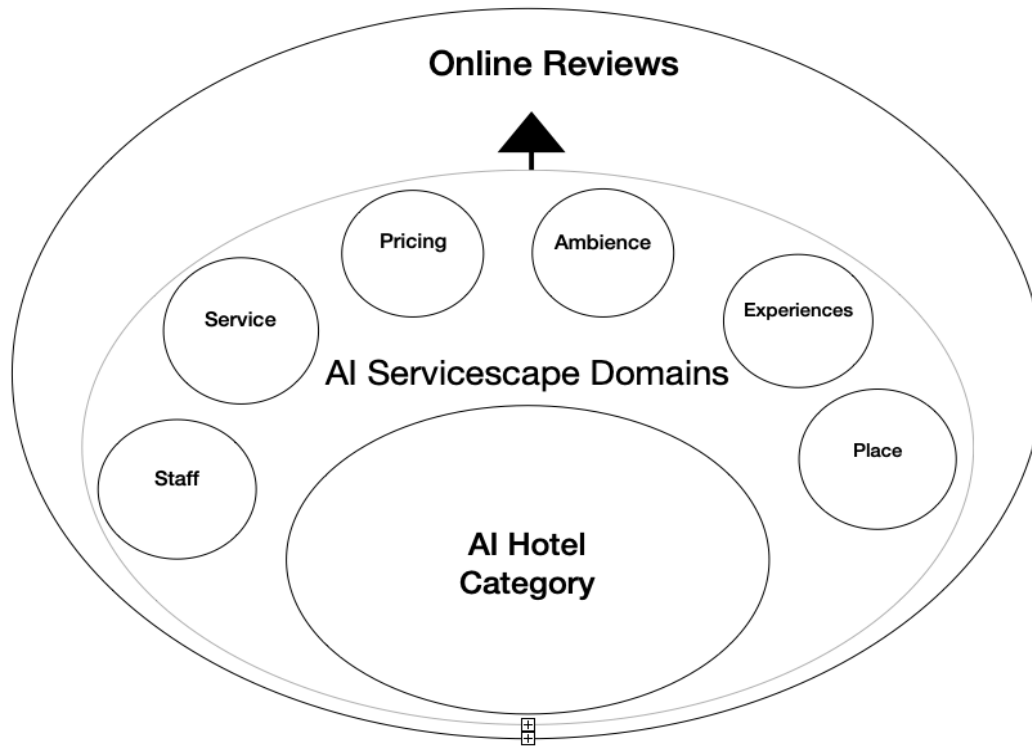 Online Reviews
Pricing
Ambience
Service
Experiences
AI Servicescape Domains
Staff
Place
AI Hotel
Category